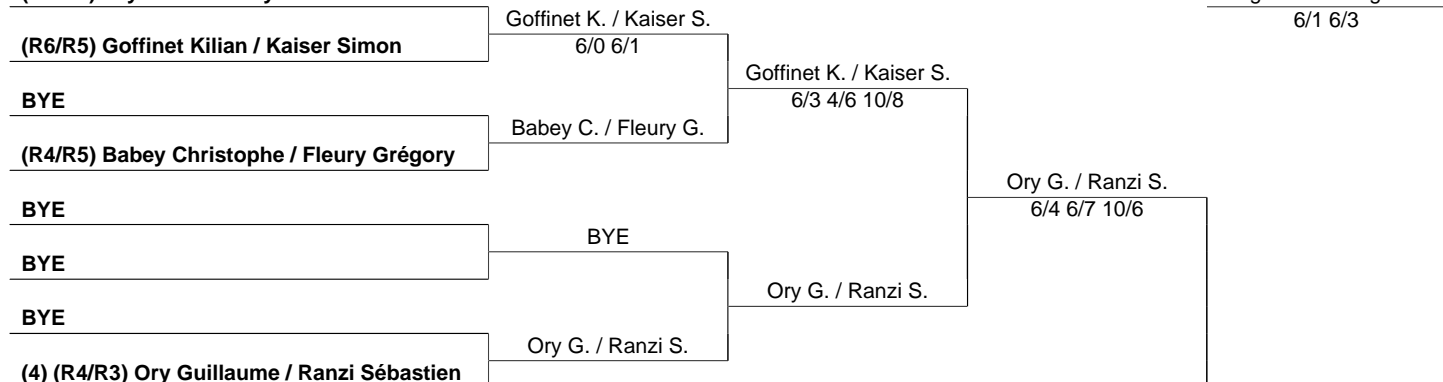 Goffinet K. / Kaiser S.
6/1 6/3
(R6/R5) Goffinet Kilian / Kaiser Simon
6/0 6/1
Goffinet K. / Kaiser S.
BYE
6/3 4/6 10/8
Babey C. / Fleury G.
(R4/R5) Babey Christophe / Fleury Grégory
Ory G. / Ranzi S.
BYE
6/4 6/7 10/6
BYE
BYE
Ory G. / Ranzi S.
BYE
Ory G. / Ranzi S.
(4) (R4/R3) Ory Guillaume / Ranzi Sébastien